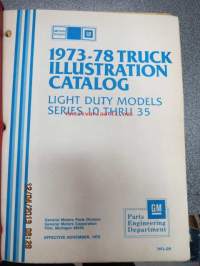 1973-78 TRUCK
ILLUSTRATION
CATALOG
LIGHT DUTY MODELS
SERIES 10 THRU 35
General Motors Parts Division
General Motors Corporation
Flint, Michigan
EFFECTIVE NOVEMBER,
GM
Parts
Engineering
Department